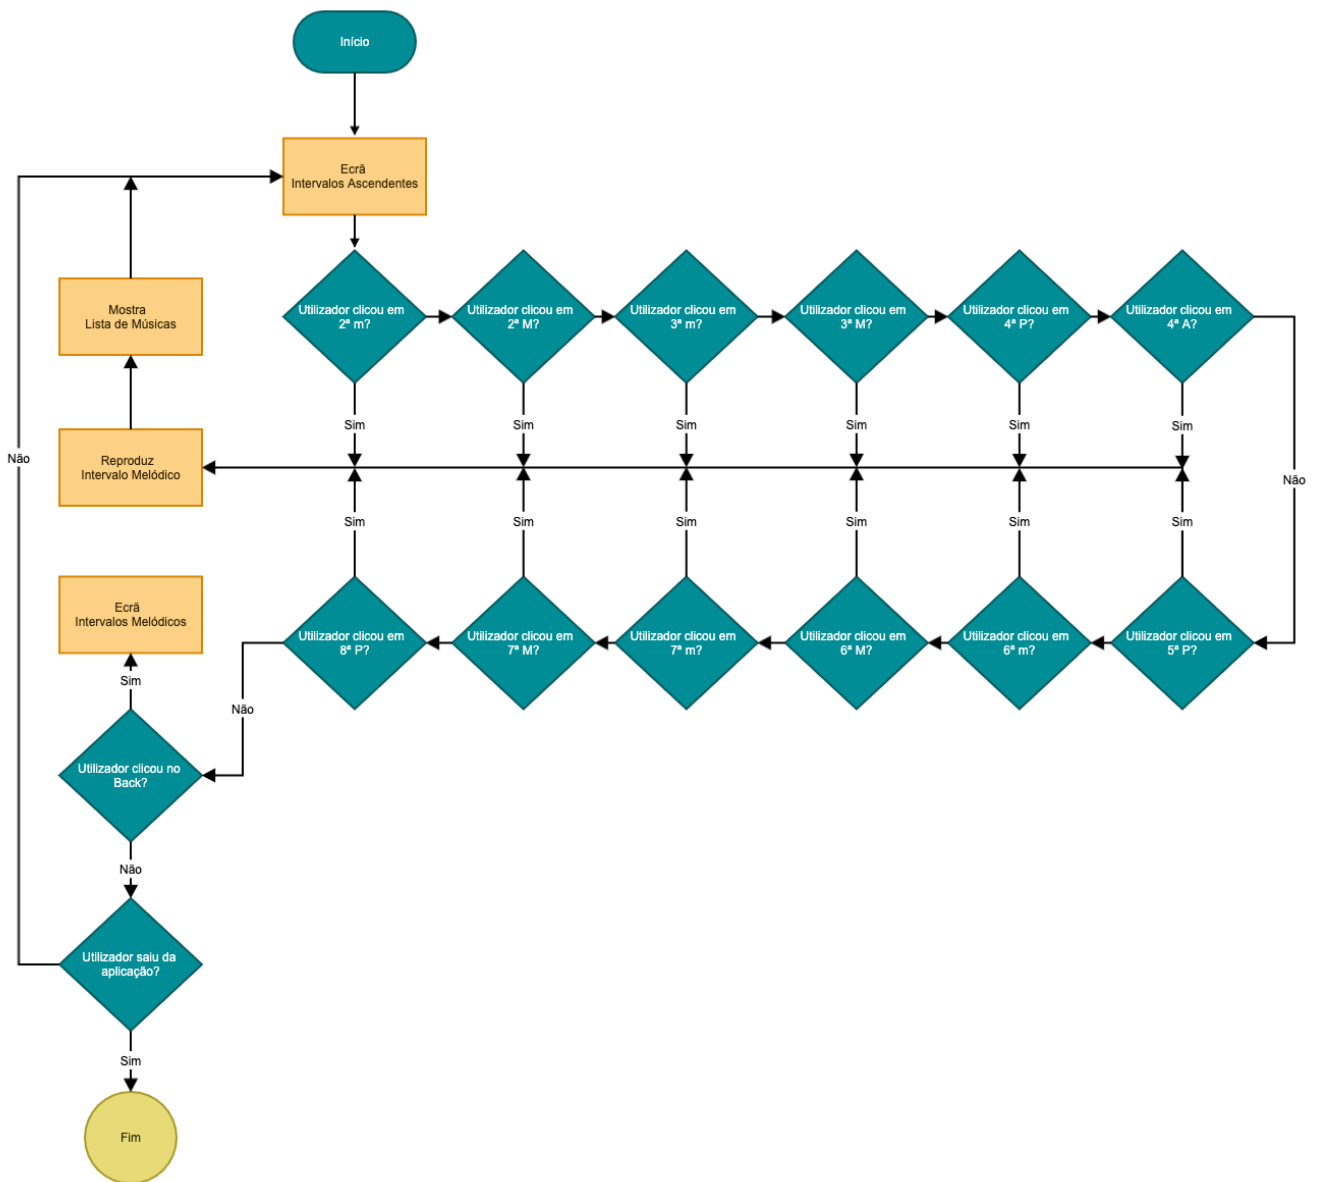 Início
Ecrã
Intervalos Ascendentes
Mostra
Lista de Músicas
Utilizador clicou em
2ª m?
Utilizador clicou em
2ª M?
Utilizador clicou em
3ª m?
Utilizador clicou em
3ª M?
Utilizador clicou em
4ª P?
Utilizador clicou em
4ª A?
Sim
Sim
Sim
Sim
Sim
Sim
Não
Reproduz
Intervalo Melódico
Não
Sim
Sim
Sim
Sim
Sim
Sim
Ecrã
Intervalos Melódicos
Utilizador clicou em
8ª P?
Utilizador clicou em
7ª M?
Utilizador clicou em
7ª m?
Utilizador clicou em
6ª M?
Utilizador clicou em
6ª m?
Utilizador clicou em
5ª P?
Sim
Não
Utilizador clicou no
Back?
Não
Utilizador saiu da
aplicação?
Sim
Fim